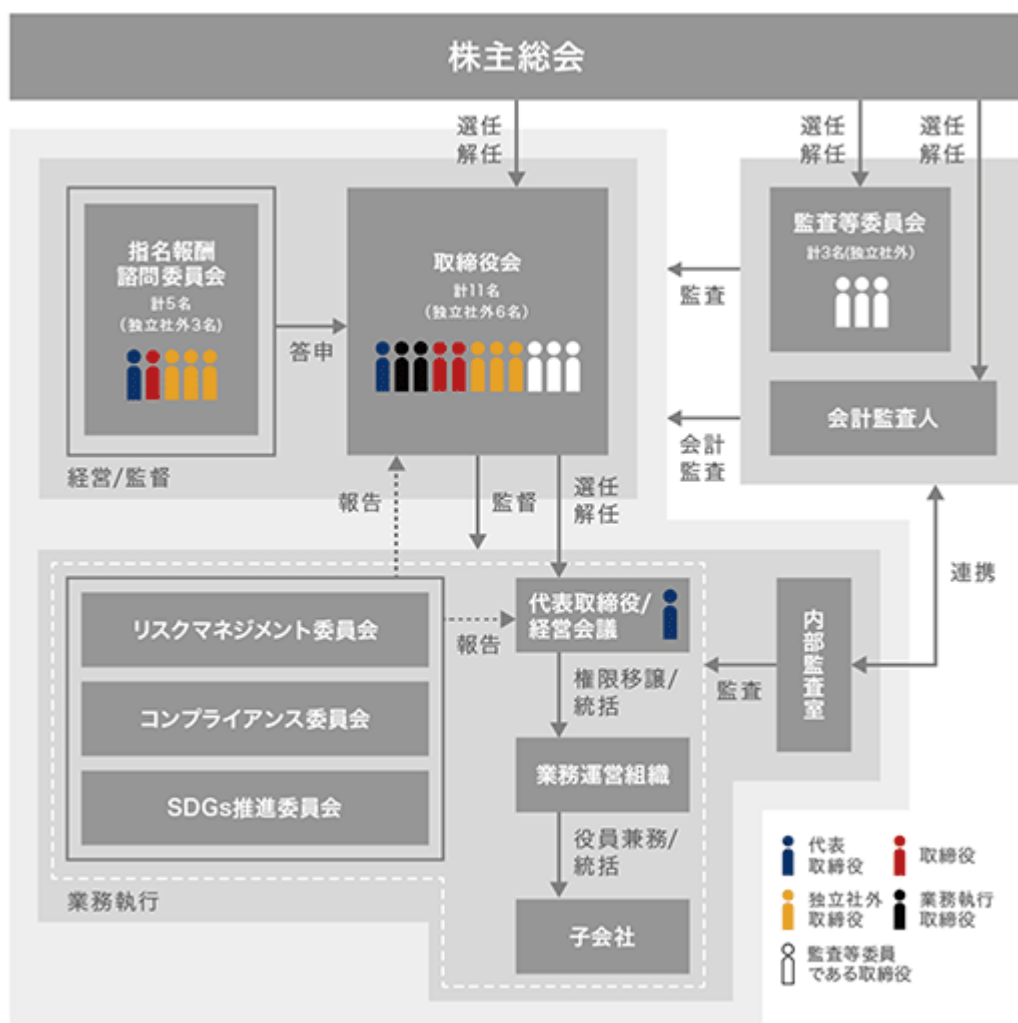 株主総会
選任
解任
選任
解任
選任
解任
指名報酬
諮問委員会
計5名
(独立社外3名)
答申
取締役会
計11名
(独立社外6名)
監査等委員会
計3名(独立社外)
監査
会計監査人
会計
監査
経営/監督
報告
監督
選任
解任
連携
リスクマネジメント委員会
コンプライアンス委員会
SDGs推進委員会
報告
代表取締役/
経営会議
権限移譲/
統括
監査
内部監査室
業務運営組織
役員兼務/
統括
子会社
業務執行
代表
取締役
取締役
独立社外
取締役
業務執行
取締役
監査等委員
である取締役